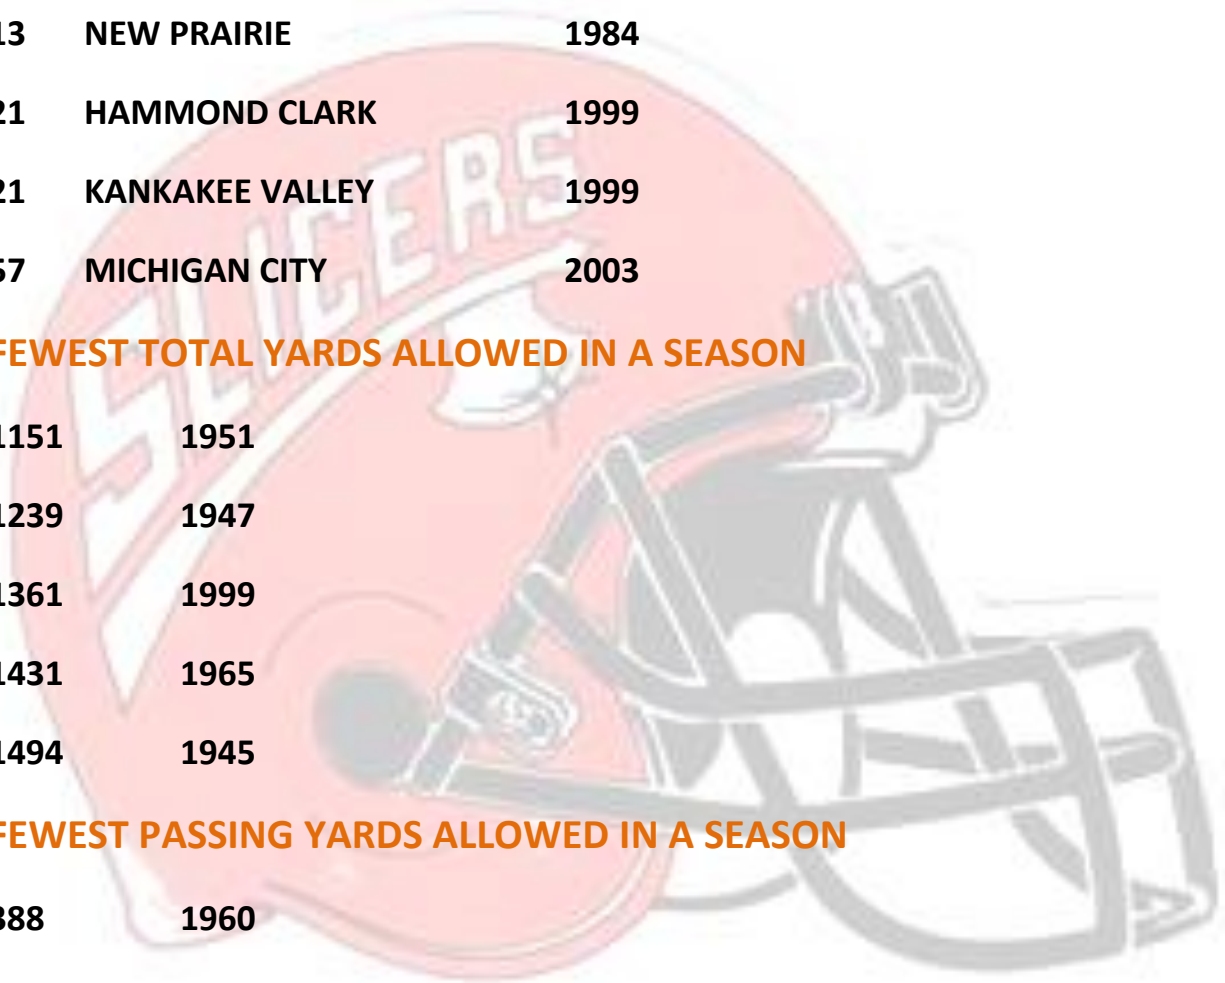 13 NEW PRAIRIE 1984
21 HAMMOND CLARK 1999
21 KANKAKEE VALLEY 1999
57 MICHIGAN CITY 2003
FEWEST TOTAL YARDS ALLOWED IN A SEASON
1151 1951
1239 1947
1361 1999
1431 1965
1494 1945
FEWEST PASSING YARDS ALLOWED IN A SEASON
388 1960
SLICERS